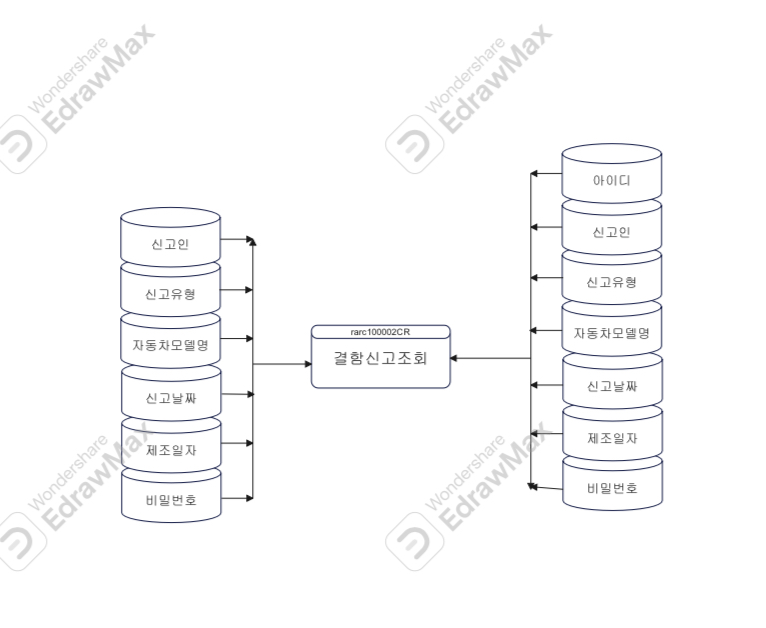 Wondershare
EdrawMax
Wondershare
EdrawMax
신고인
신고유형
자동차모델명
신고날짜
제조일자
비밀번호
rarc100002CR
결함신고조회
아이디
신고인
신고유형
자동차모델명
신고날짜
제조일자
비밀번호
Wondershare
EdrawMax
Wondershare
EdrawMax